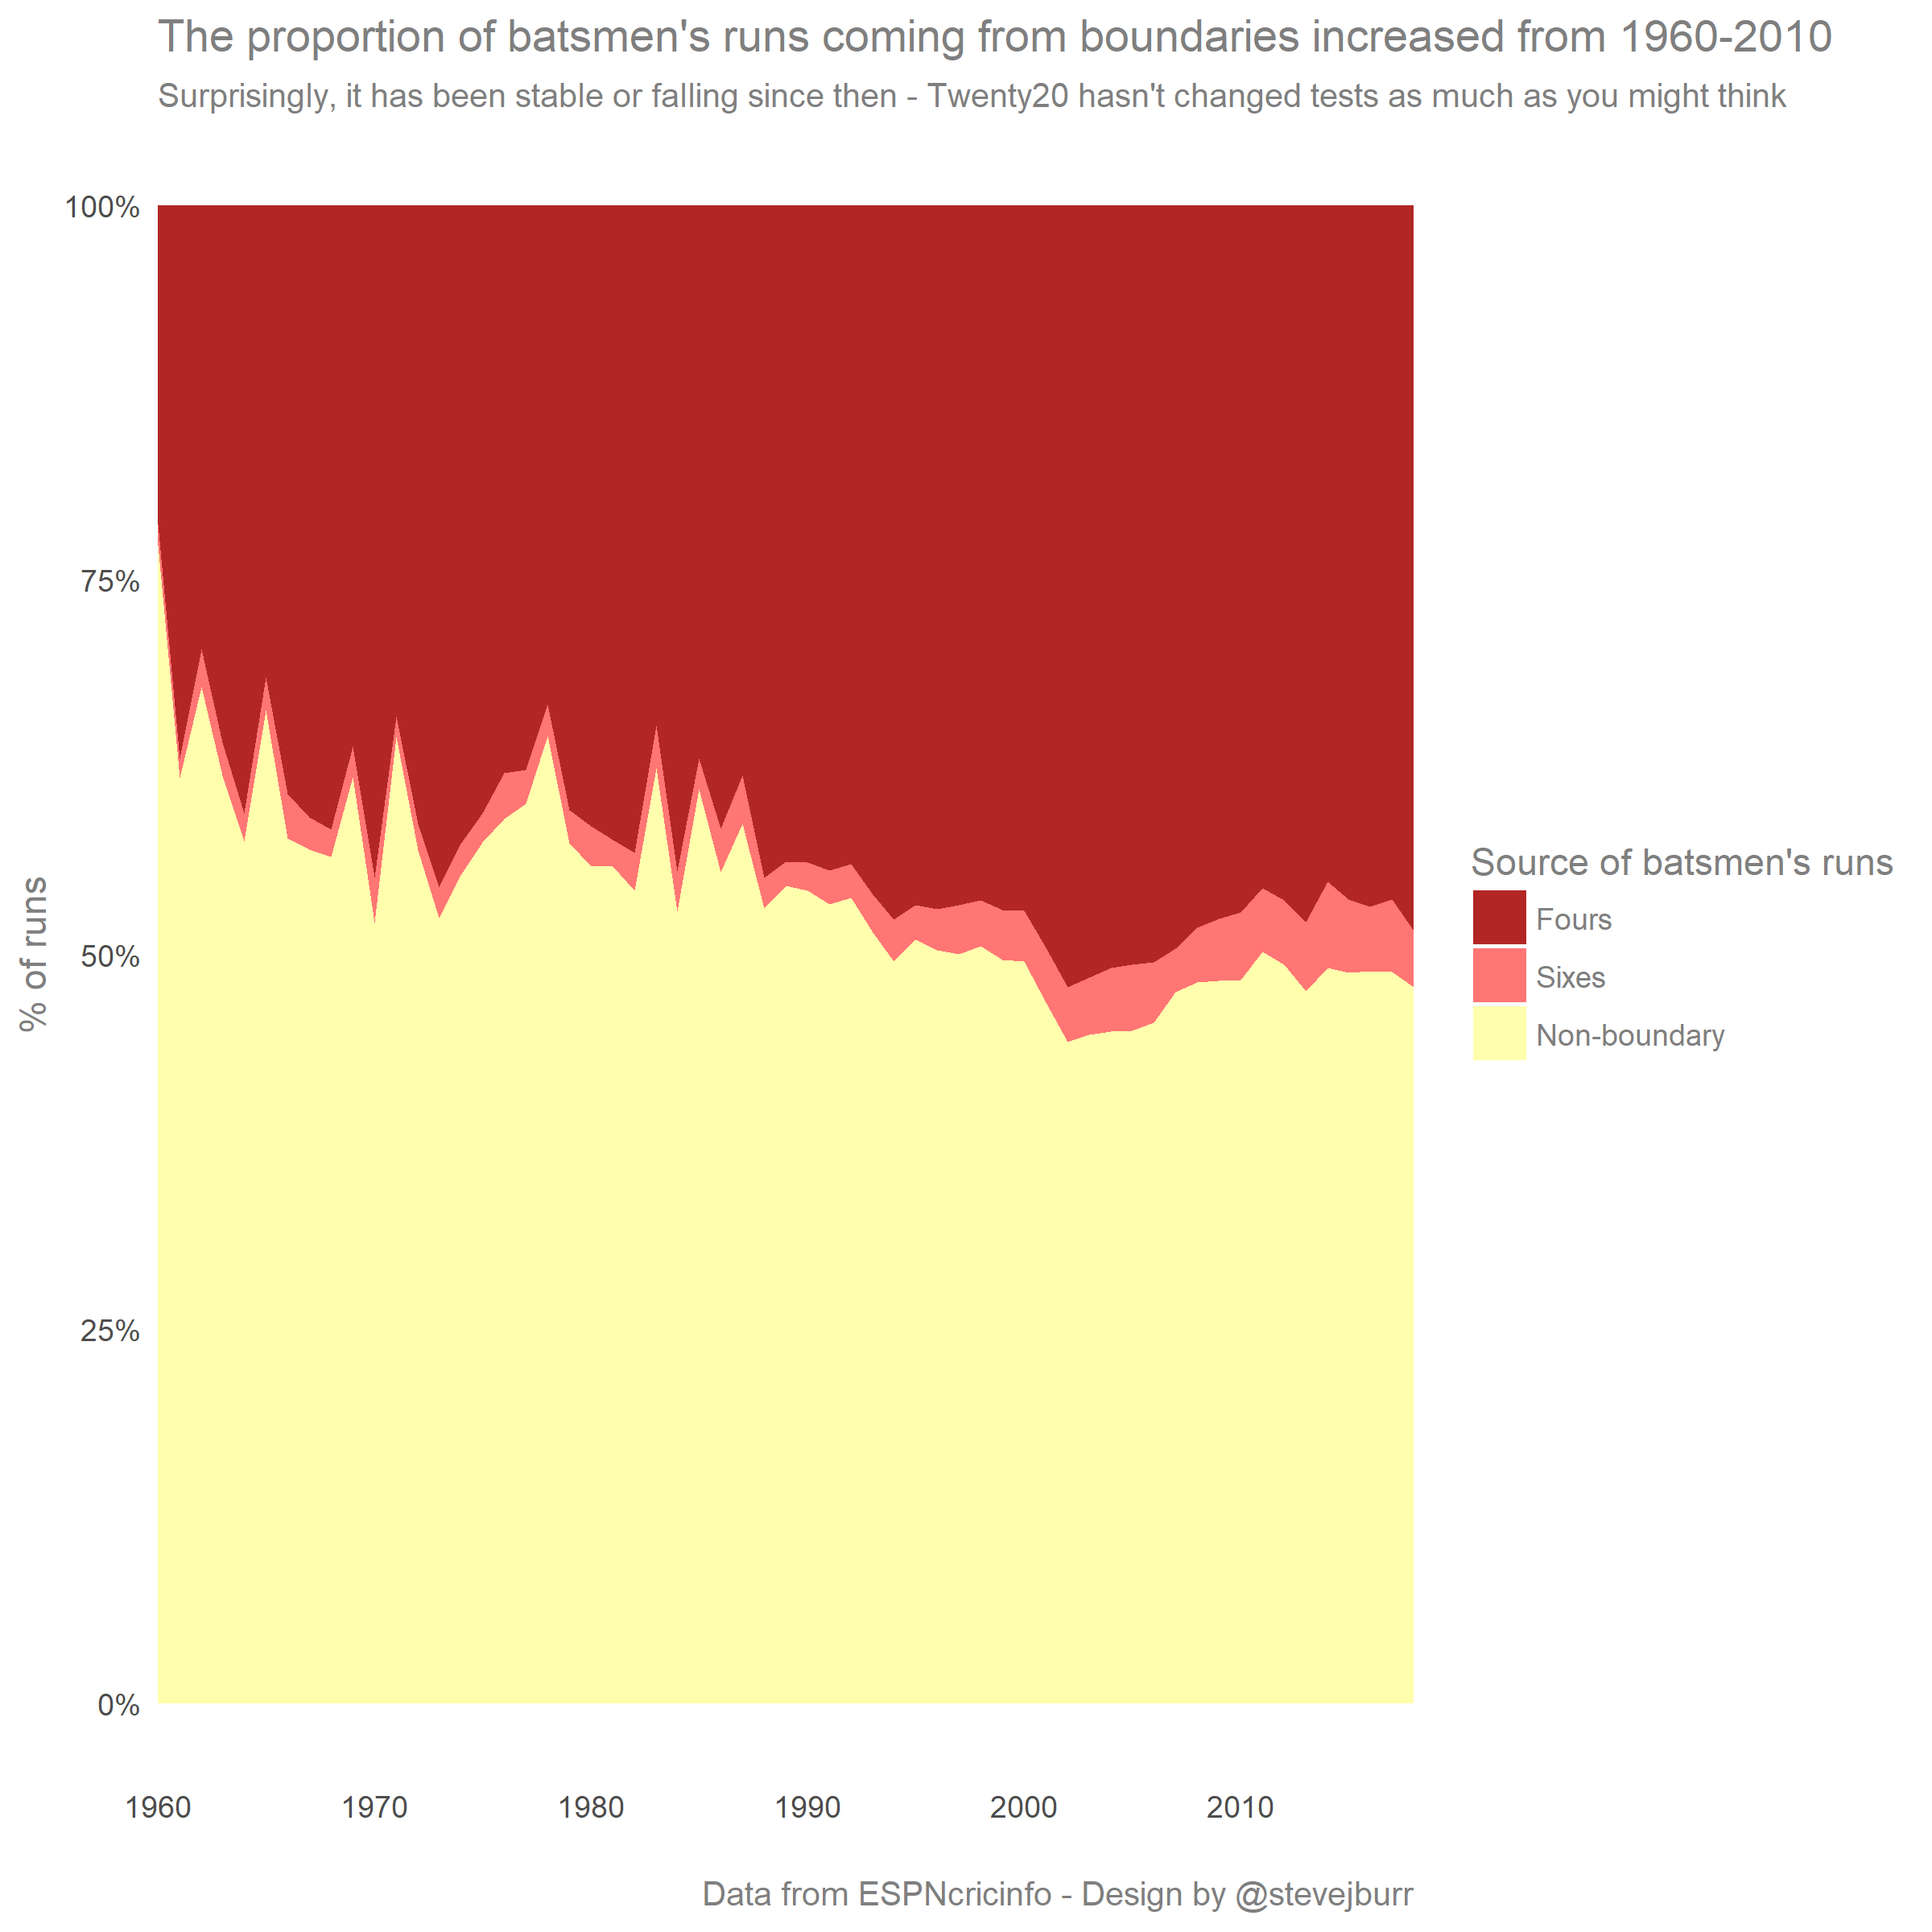 The proportion of batsmen's runs coming from boundaries increased from 1960-2010
Surprisingly, it has been stable or falling since then - Twenty20 hasn't changed tests as much as you might think
100%
75%
50%
25%
0%
% of runs
1960 1970 1980 1990 2000 2010
Source of batsmen's runs
Fours
Sixes
Non-boundary
Data from ESPNcricinfo - Design by @stevejburr